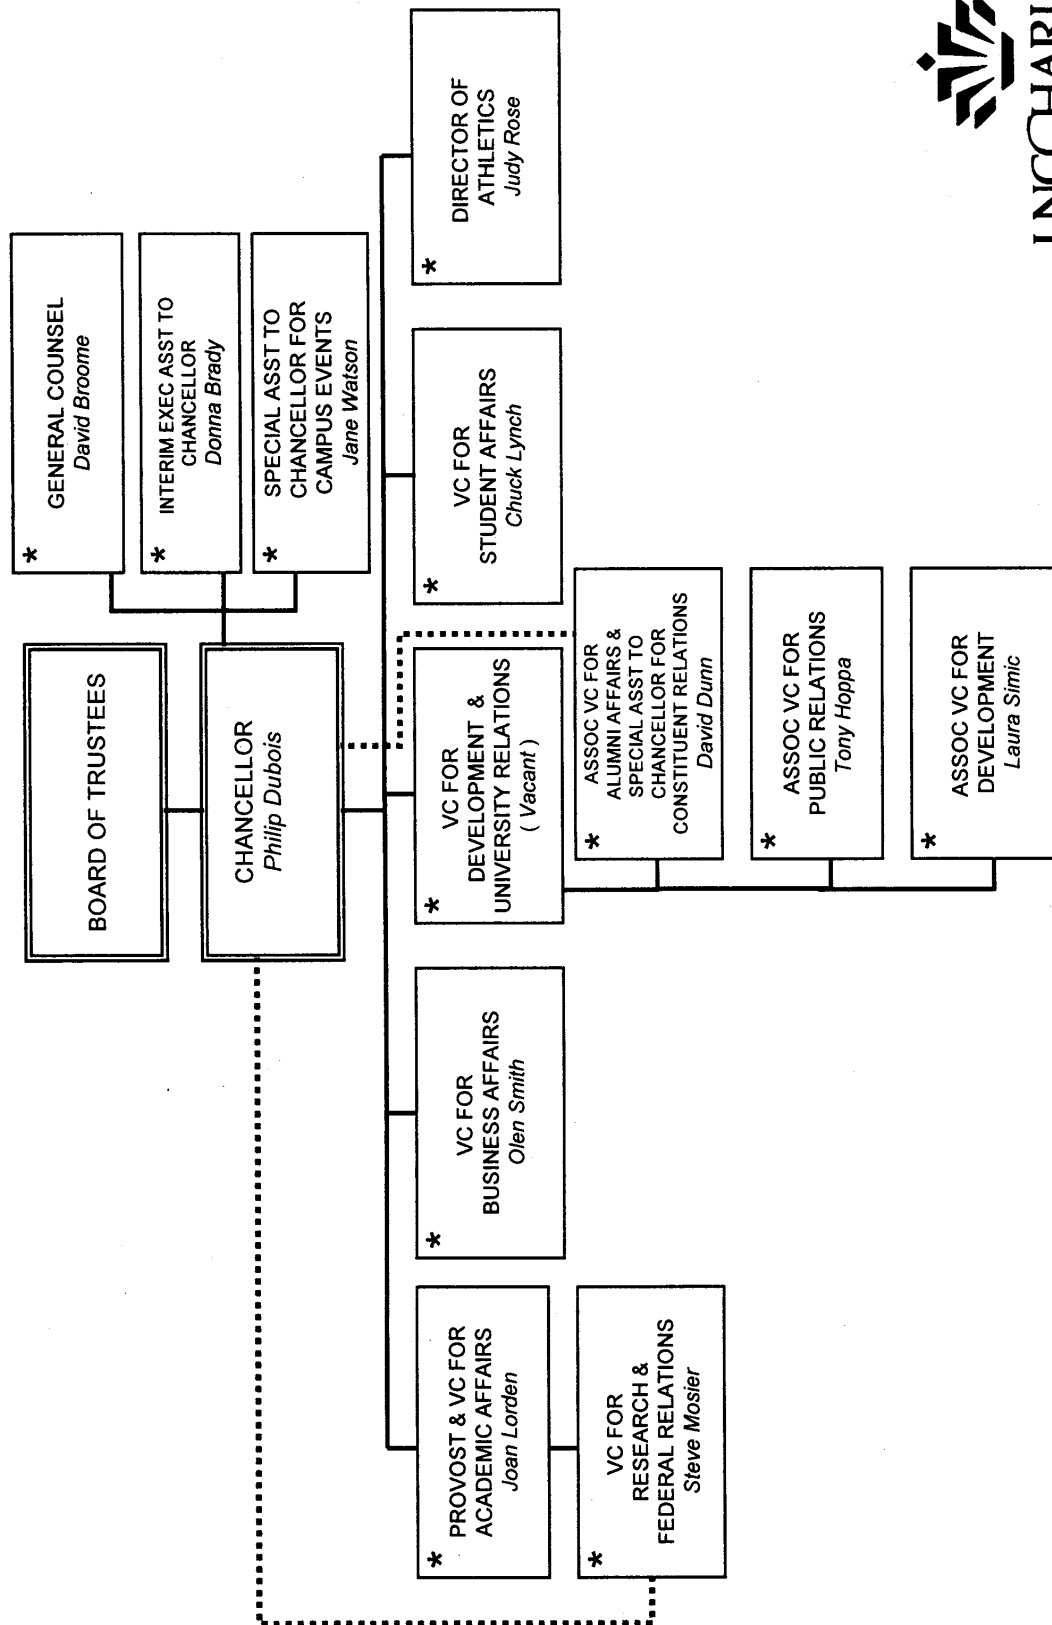 BOARD OF TRUSTEES
CHANCELLOR
Philip Dubois
*
GENERAL COUNSEL
David Broome
*
INTERIM EXEC ASST TO
CHANCELLOR
Donna Brady
*
SPECIAL ASST TO
CHANCELLOR FOR
CAMPUS EVENTS
Jane Watson
*
PROVOST & VC FOR
ACADEMIC AFFAIRS
Joan Lorden
*
VC FOR
BUSINESS AFFAIRS
Olen Smith
*
VC FOR
DEVELOPMENT &
UNIVERSITY RELATIONS
( Vacant )
*
VC FOR
STUDENT AFFAIRS
Chuck Lynch
*
DIRECTOR OF
ATHLETICS
Judy Rose
*
VC FOR
RESEARCH &
FEDERAL RELATIONS
Steve Mosier
*
ASSOC VC FOR
ALUMNI AFFAIRS &
SPECIAL ASST TO
CHANCELLOR FOR
CONSTITUENT RELATIONS
David Dunn
*
ASSOC VC FOR
PUBLIC RELATIONS
Tony Hoppa
*
ASSOC VC FOR
DEVELOPMENT
Laura Simic